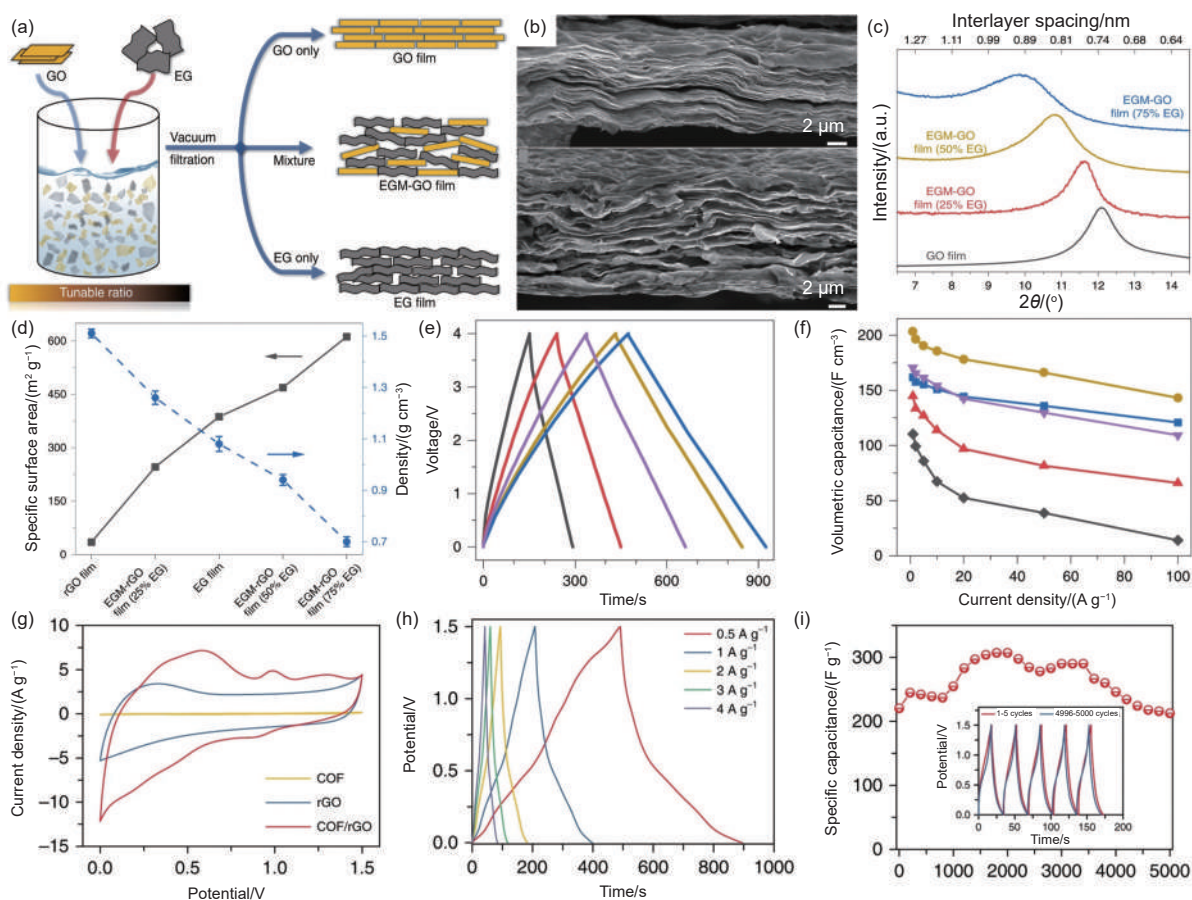 (a)
GO
EG
Vacuum
filtration
GO only
Mixture
EG only
GO film
EGM-GO film
EG film
Tunable ratio
(b)
2 μm
2 μm
(c)
Interlayer spacing/nm
1.27 1.11 0.99 0.89 0.81 0.74 0.68 0.64
Intensity/(a.u.)
EGM-GO
film (75% EG)
EGM-GO
film (50% EG)
EGM-GO
film (25% EG)
GO film
7 8 9 10 11 12 13 14
2θ/(°)
(d)
Specific surface area/(m² g⁻¹)
600
450
300
150
0
1.5
1.3
1.1
0.9
0.7
Density/(g cm⁻³)
rGO film
EGM-rGO
film (25% EG)
EG film
EGM-rGO
film (50% EG)
EGM-rGO
film (75% EG)
(e)
Voltage/V
4
3
2
1
0
0 300 600 900
Time/s
(f)
Volumetric capacitance/(F cm⁻³)
200
150
100
50
0
0 20 40 60 80 100
Current density/(A g⁻¹)
(g)
Current density/(A g⁻¹)
10
5
0
−5
−10
−15
COF
rGO
COF/rGO
0.0 0.5 1.0 1.5
Potential/V
(h)
Potential/V
1.5
1.0
0.5
0.0
0.5 A g⁻¹
1 A g⁻¹
2 A g⁻¹
3 A g⁻¹
4 A g⁻¹
0 200 400 600 800 1000
Time/s
(i)
Specific capacitance/(F g⁻¹)
300
200
100
0
1-5 cycles
4996-5000 cycles
Potential/V
1.5
1.0
0.5
0.0
0 50 100 150 200
Time/s
0 1000 2000 3000 4000 5000